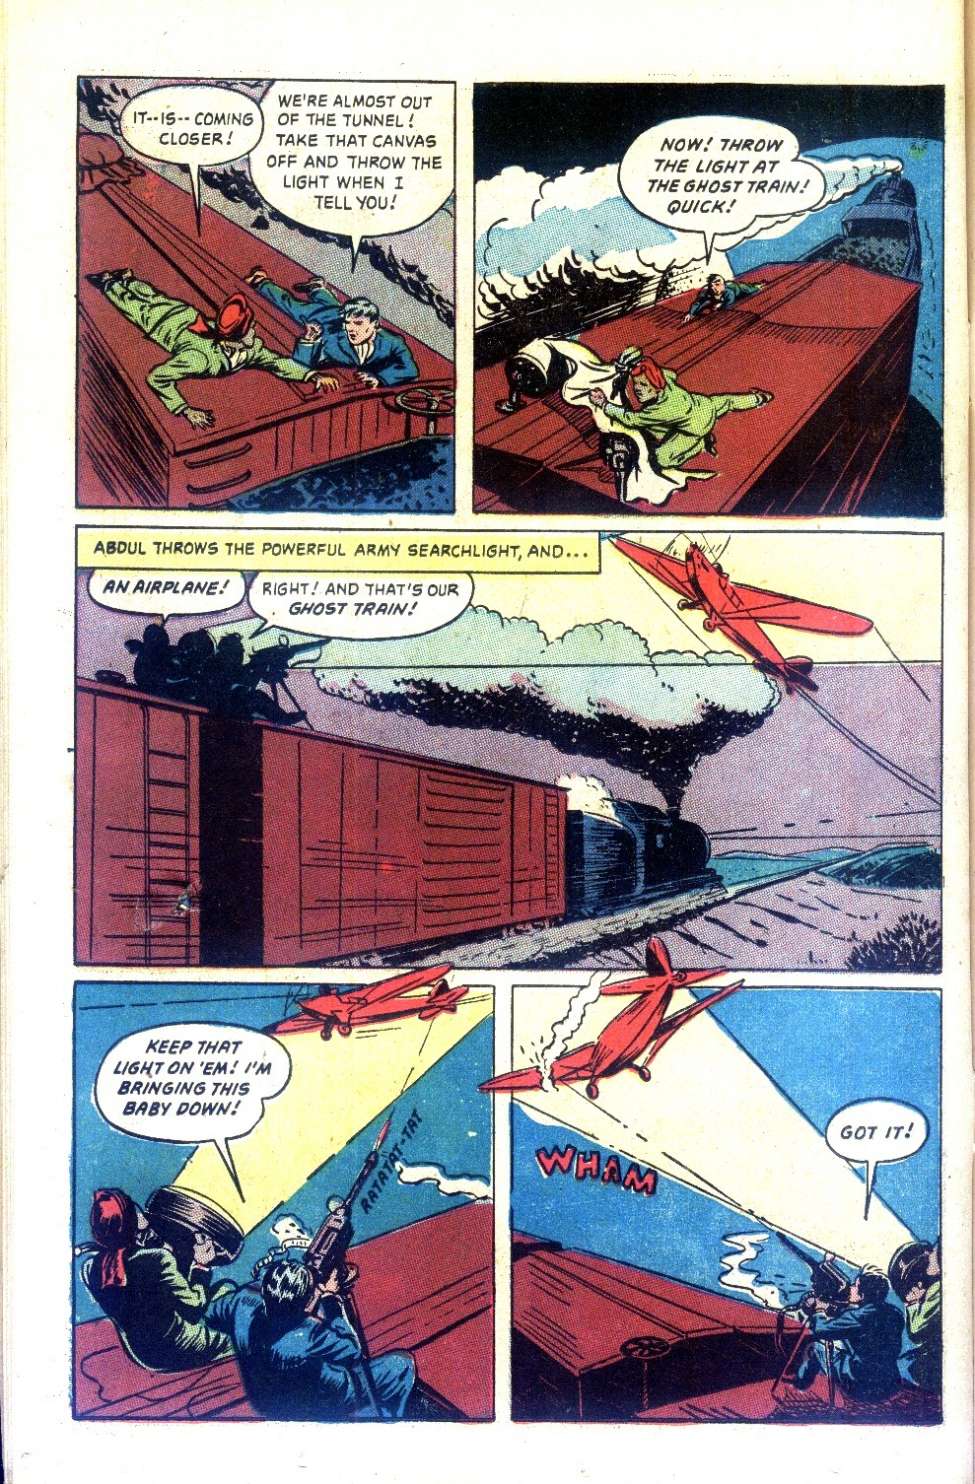 IT--IS--COMING
CLOSER!
WE'RE ALMOST OUT
OF THE TUNNEL!
TAKE THAT CANVAS
OFF AND THROW THE
LIGHT WHEN I
TELL YOU!
NOW! THROW
THE LIGHT AT
THE GHOST TRAIN!
QUICK!
ABDUL THROWS THE POWERFUL ARMY SEARCHLIGHT, AND...
AN AIRPLANE!
RIGHT! AND THAT'S OUR
GHOST TRAIN!
KEEP THAT
LIGHT ON 'EM! I'M
BRINGING THIS
BABY DOWN!
RATATAT-TAT
WHAM
GOT IT!